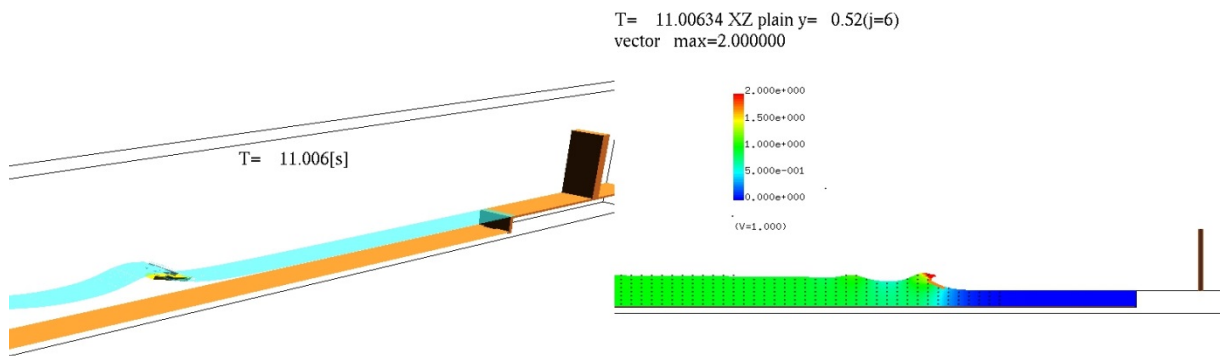 T= 11.006[s]
T= 11.00634 XZ plain y= 0.52(j=6)
vector max=2.000000
2.000e+000
1.500e+000
1.000e+000
5.000e-001
0.000e+000
(V=1.000)